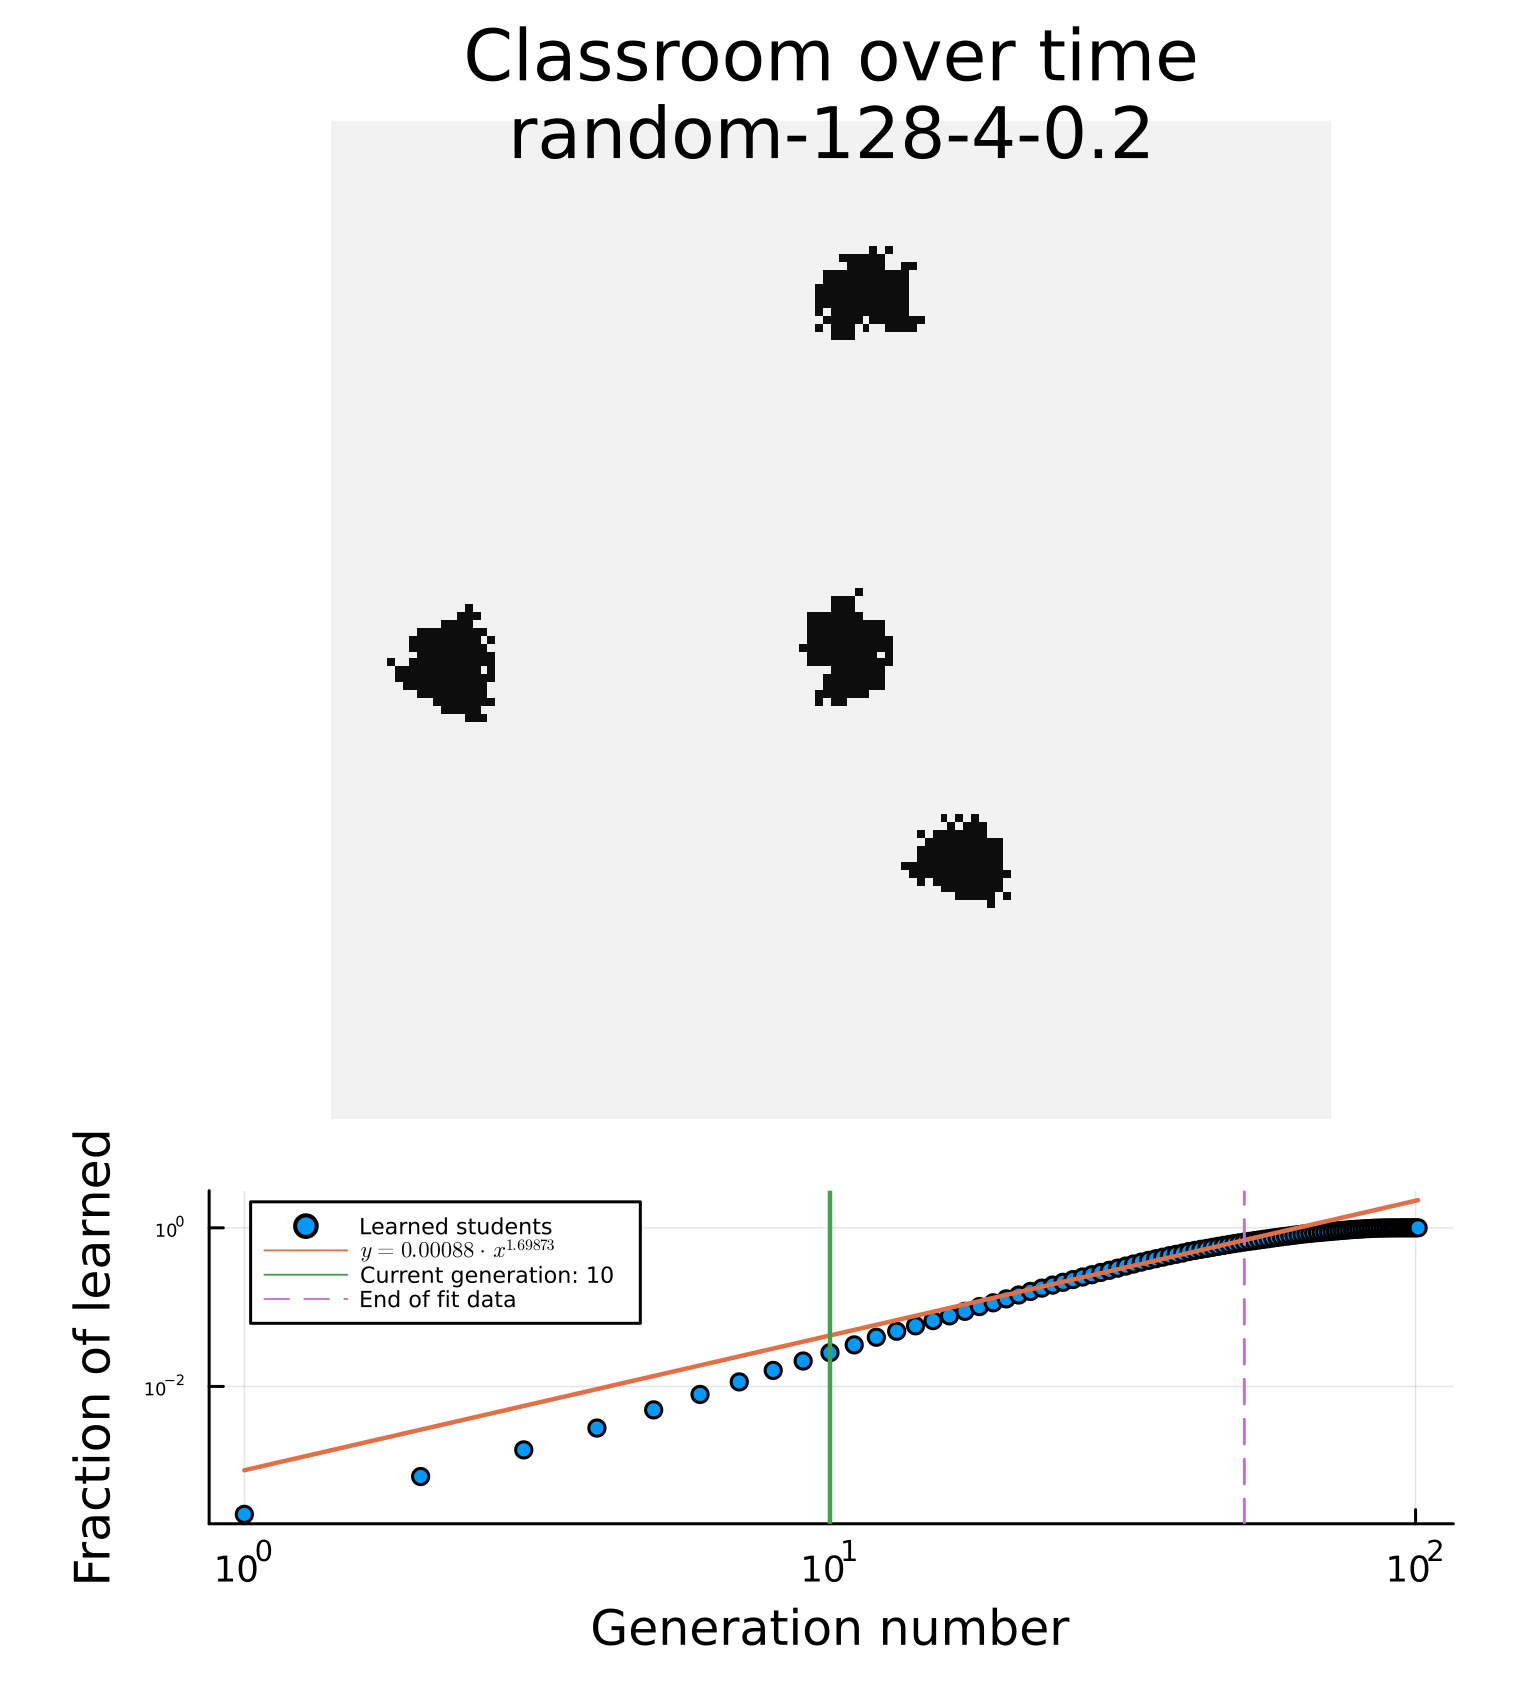 Classroom over time
random-128-4-0.2
Fraction of learned
10⁰
10⁻²
Learned students
y = 0.00088 · x^1.69873
Current generation: 10
End of fit data
10⁰ 10¹ 10²
Generation number